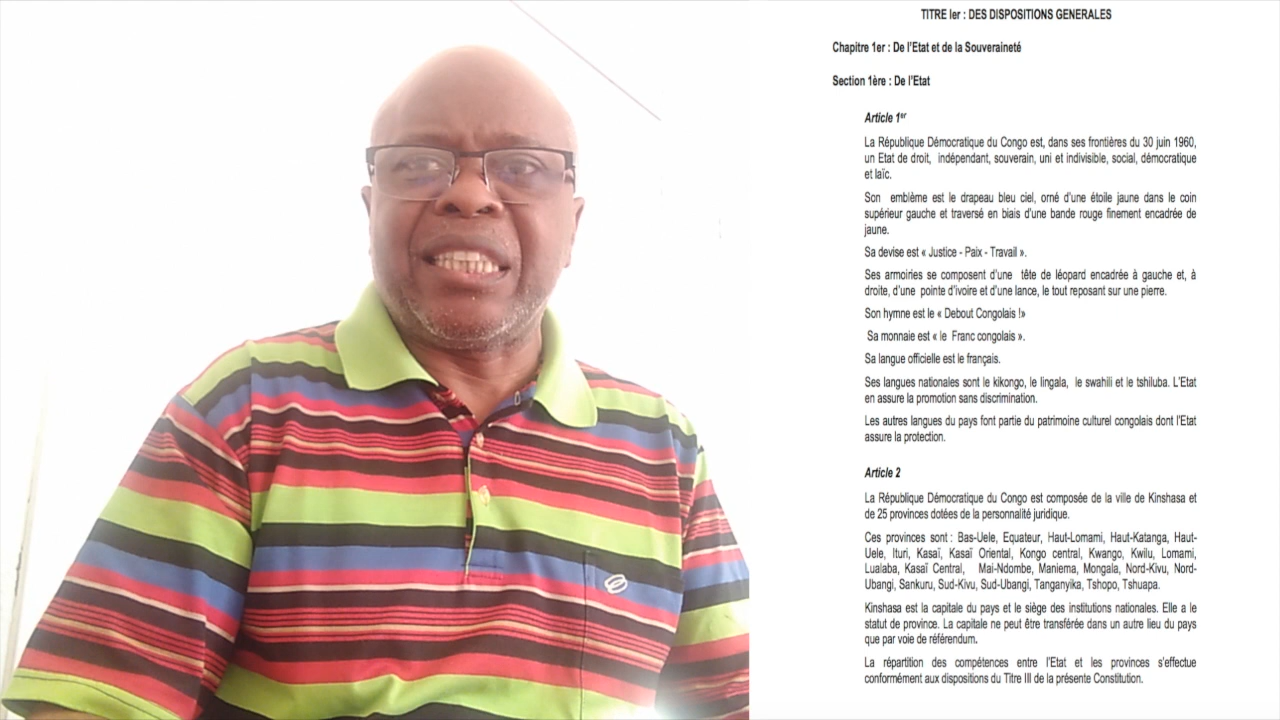 TITRE Ier : DES DISPOSITIONS GENERALES
Chapitre 1er : De l'Etat et de la Souveraineté
Section 1ère : De l'Etat
Article 1er
La République Démocratique du Congo est, dans ses frontières du 30 juin 1960,
un Etat de droit, indépendant, souverain, uni et indivisible, social, démocratique
et laïc.
Son emblème est le drapeau bleu ciel, orné d'une étoile jaune dans le coin
supérieur gauche et traversé en biais d'une bande rouge finement encadrée de
jaune.
Sa devise est « Justice - Paix - Travail ».
Ses armoiries se composent d'une tête de léopard encadrée à gauche et, à
droite, d'une pointe d'ivoire et d'une lance, le tout reposant sur une pierre.
Son hymne est le « Debout Congolais !»
Sa monnaie est « le Franc congolais ».
Sa langue officielle est le français.
Ses langues nationales sont le kikongo, le lingala, le swahili et le tshiluba. L'Etat
en assure la promotion sans discrimination.
Les autres langues du pays font partie du patrimoine culturel congolais dont l'Etat
assure la protection.
Article 2
La République Démocratique du Congo est composée de la ville de Kinshasa et
de 25 provinces dotées de la personnalité juridique.
Ces provinces sont : Bas-Uele, Equateur, Haut-Lomami, Haut-Katanga, Haut-
Uele, Ituri, Kasaï, Kasaï Oriental, Kongo central, Kwango, Kwilu, Lomami,
Lualaba, Kasaï Central, Mai-Ndombe, Maniema, Mongala, Nord-Kivu, Nord-
Ubangi, Sankuru, Sud-Kivu, Sud-Ubangi, Tanganyika, Tshopo, Tshuapa.
Kinshasa est la capitale du pays et le siège des institutions nationales. Elle a le
statut de province. La capitale ne peut être transférée dans un autre lieu du pays
que par voie de référendum.
La répartition des compétences entre l'Etat et les provinces s'effectue
conformément aux dispositions du Titre III de la présente Constitution.